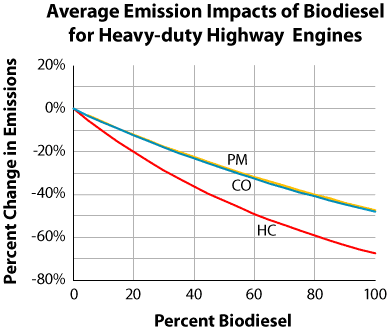 Average Emission Impacts of Biodiesel
for Heavy-duty Highway Engines
Percent Change in Emissions
20%
0%
-20%
-40%
-60%
-80%
PM
CO
HC
0 20 40 60 80 100
Percent Biodiesel